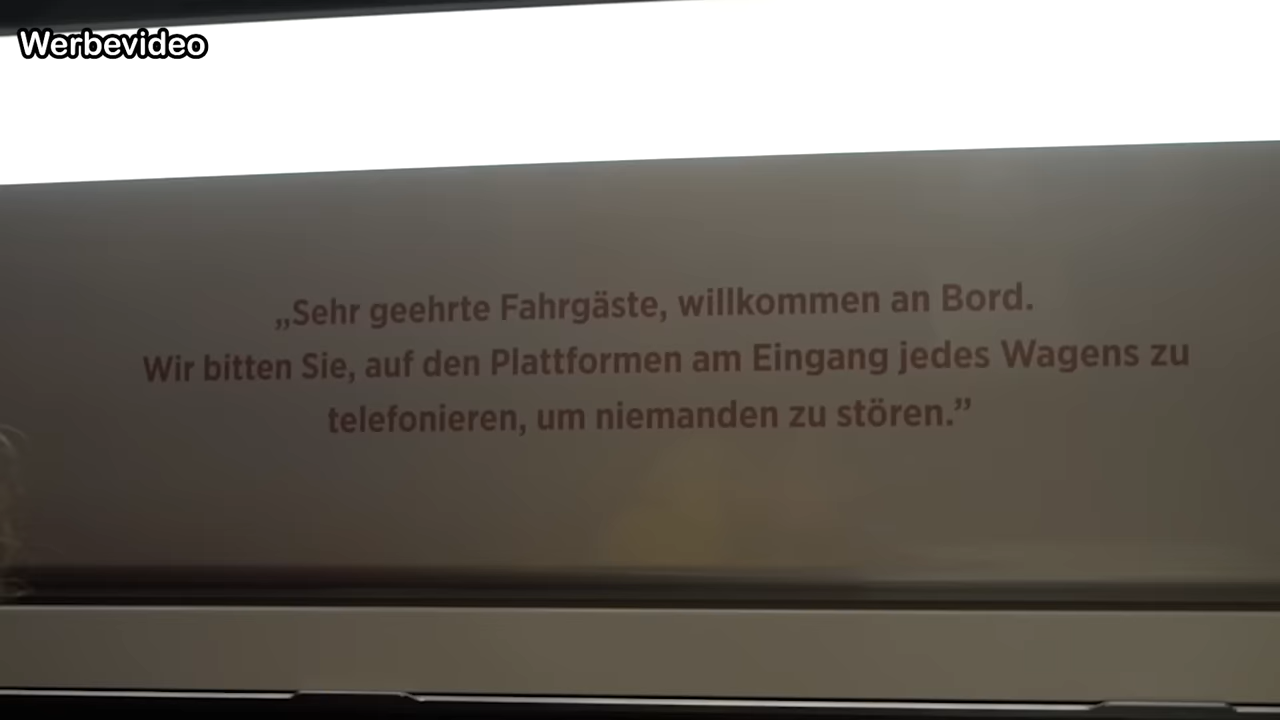 Werbevideo
„Sehr geehrte Fahrgäste, willkommen an Bord.
Wir bitten Sie, auf den Plattformen am Eingang jedes Wagens zu
telefonieren, um niemanden zu stören.”